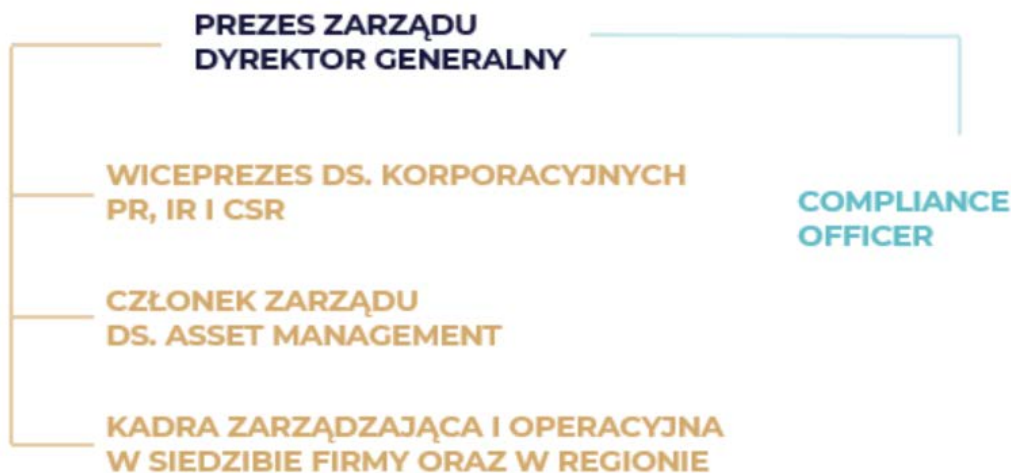 PREZES ZARZĄDU
DYREKTOR GENERALNY
WICEPREZES DS. KORPORACYJNYCH
PR, IR I CSR
COMPLIANCE
OFFICER
CZŁONEK ZARZĄDU
DS. ASSET MANAGEMENT
KADRA ZARZĄDZAJĄCA I OPERACYJNA
W SIEDZIBIE FIRMY ORAZ W REGIONIE